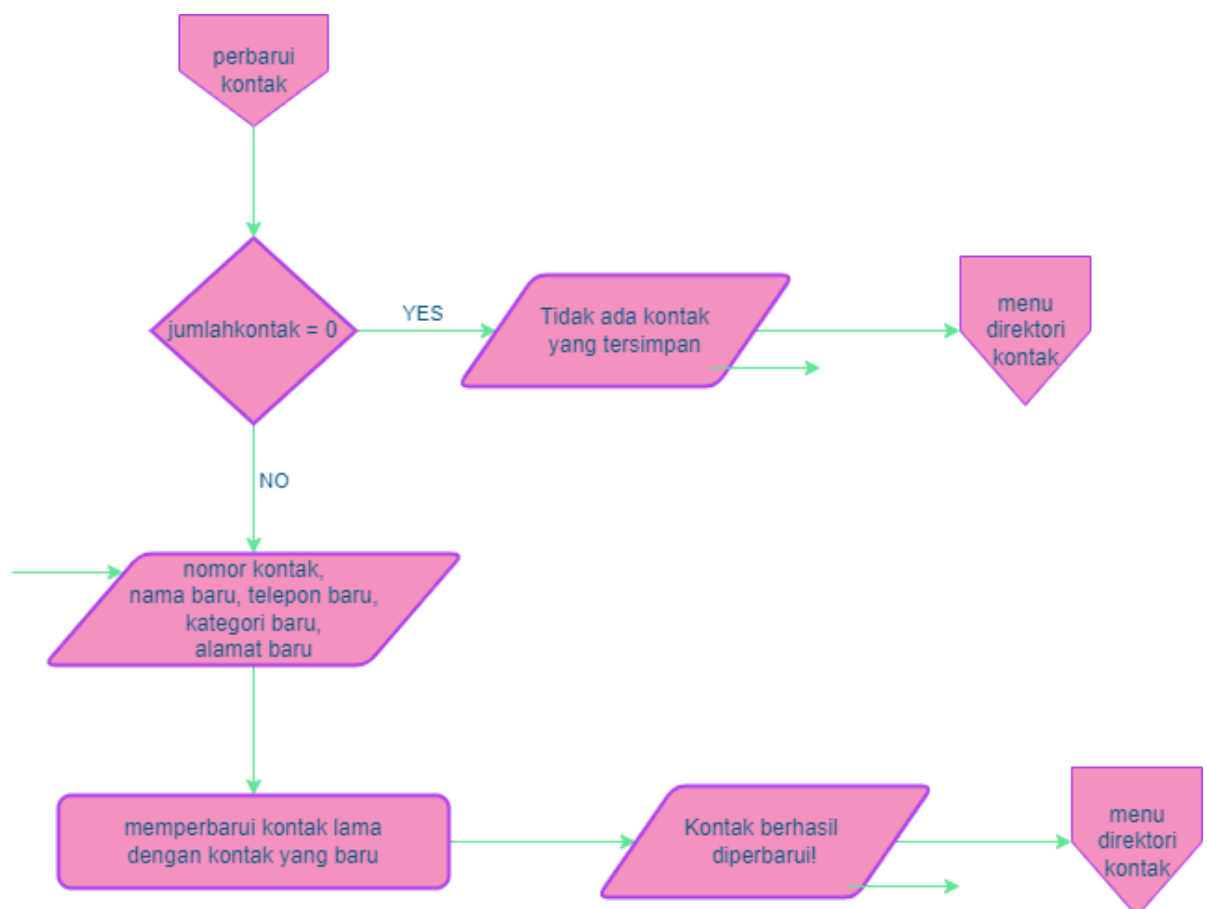 perbarui
kontak
jumlahkontak = 0
YES
Tidak ada kontak
yang tersimpan
menu
direktori
kontak
NO
nomor kontak,
nama baru, telepon baru,
kategori baru,
alamat baru
memperbarui kontak lama
dengan kontak yang baru
Kontak berhasil
diperbarui!
menu
direktori
kontak